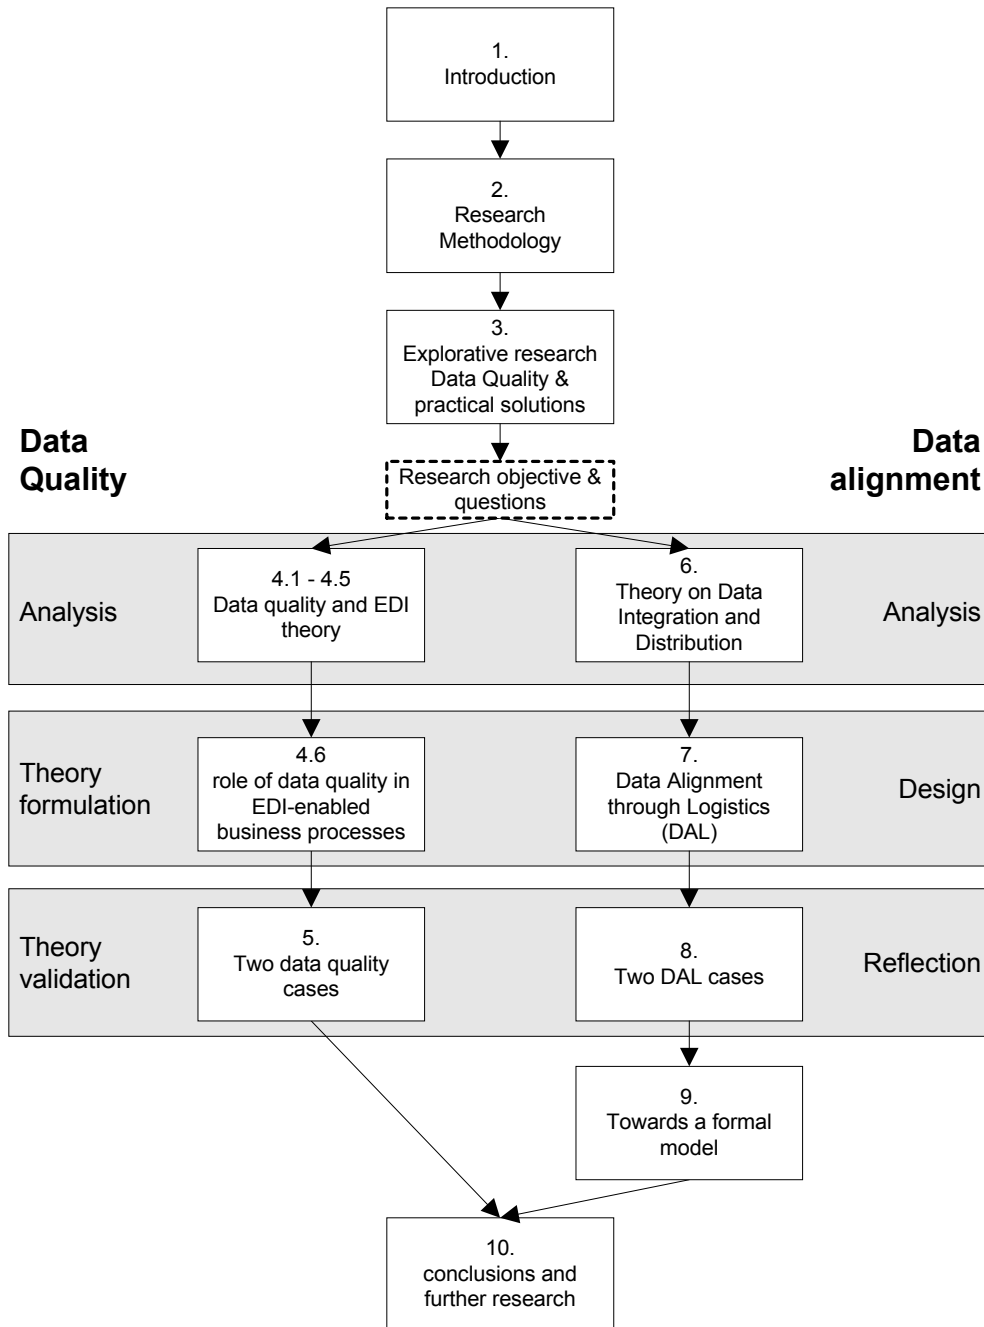 1.
Introduction
2.
Research
Methodology
3.
Explorative research
Data Quality &
practical solutions
Data
Quality
Data
alignment
Research objective &
questions
Analysis
4.1 - 4.5
Data quality and EDI
theory
6.
Theory on Data
Integration and
Distribution
Analysis
Theory
formulation
4.6
role of data quality in
EDI-enabled
business processes
7.
Data Alignment
through Logistics
(DAL)
Design
Theory
validation
5.
Two data quality
cases
8.
Two DAL cases
Reflection
9.
Towards a formal
model
10.
conclusions and
further research